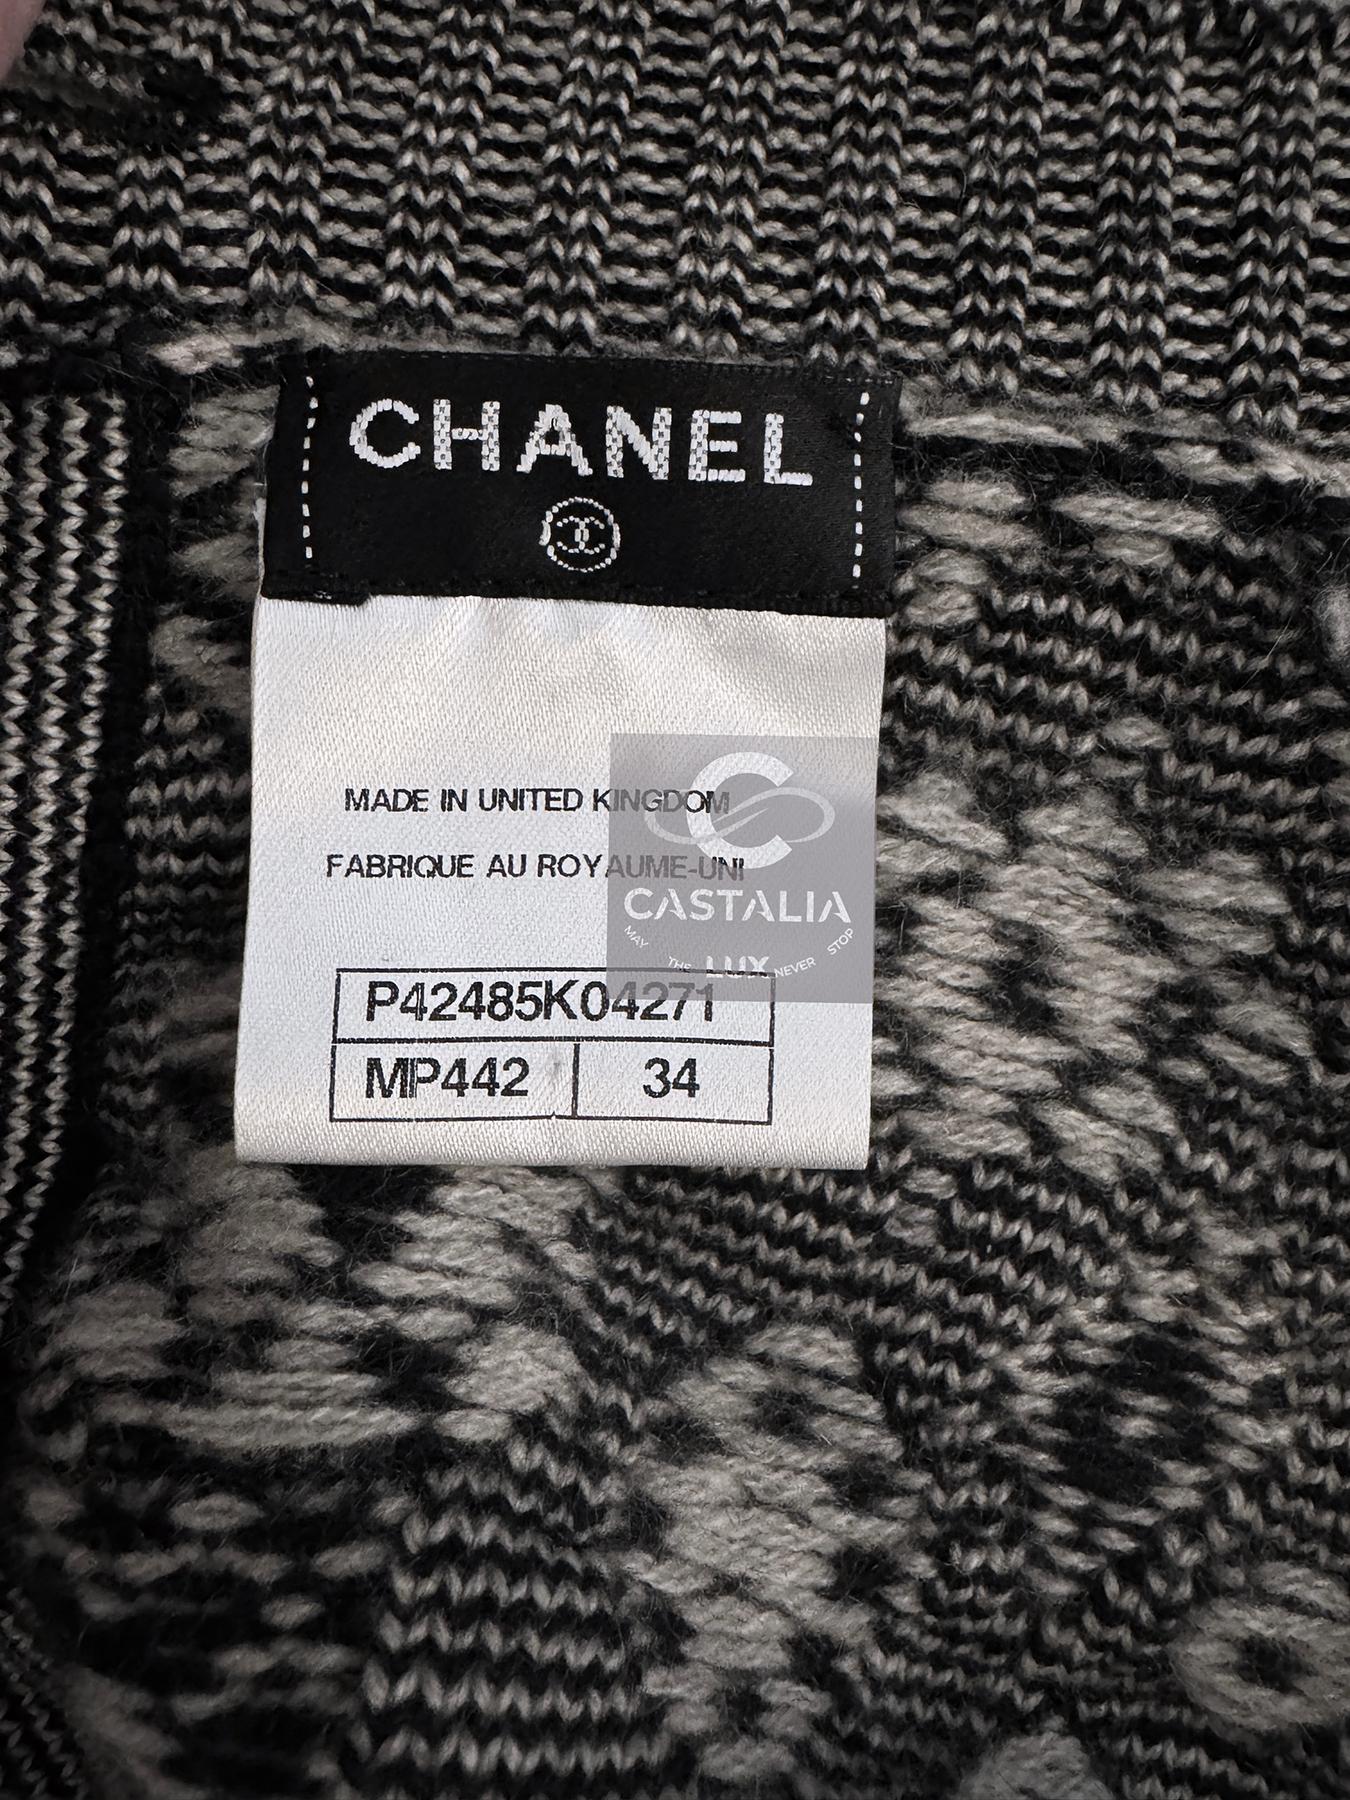 CHANEL
MADE IN UNITED KINGDOM
FABRIQUE AU ROYAUME-UNI
CASTALIA
MAY THE LUX NEVER STOP
P42485K04271
MP442 34